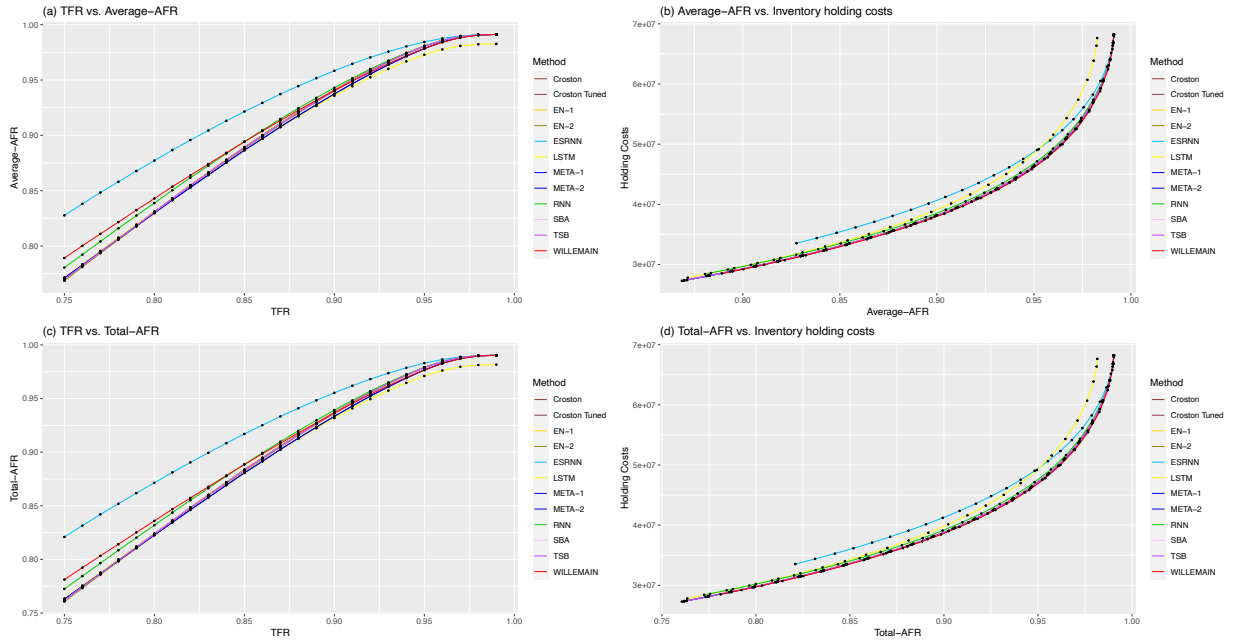 (a) TFR vs. Average−AFR
1.00
0.95
0.90
0.85
0.80
Average−AFR
0.75
0.80
0.85
0.90
0.95
1.00
TFR
Method
Croston
Croston Tuned
EN−1
EN−2
ESRNN
LSTM
META−1
META−2
RNN
SBA
TSB
WILLEMAIN
(b) Average−AFR vs. Inventory holding costs
7e+07
6e+07
5e+07
4e+07
3e+07
Holding Costs
0.80
0.85
0.90
0.95
1.00
Average−AFR
Method
Croston
Croston Tuned
EN−1
EN−2
ESRNN
LSTM
META−1
META−2
RNN
SBA
TSB
WILLEMAIN
(c) TFR vs. Total−AFR
1.00
0.95
0.90
0.85
0.80
0.75
Total−AFR
0.75
0.80
0.85
0.90
0.95
1.00
TFR
Method
Croston
Croston Tuned
EN−1
EN−2
ESRNN
LSTM
META−1
META−2
RNN
SBA
TSB
WILLEMAIN
(d) Total−AFR vs. Inventory holding costs
7e+07
6e+07
5e+07
4e+07
3e+07
Holding Costs
0.75
0.80
0.85
0.90
0.95
1.00
Total−AFR
Method
Croston
Croston Tuned
EN−1
EN−2
ESRNN
LSTM
META−1
META−2
RNN
SBA
TSB
WILLEMAIN